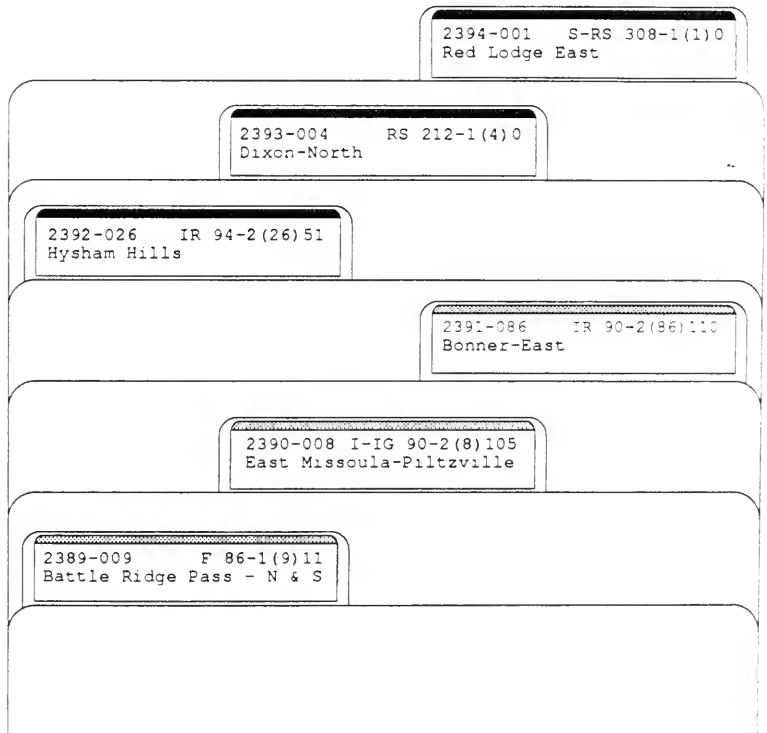 2394-001 S-RS 308-1(1)0
Red Lodge East
2393-004 RS 212-1(4)0
Dixon-North
2392-026 IR 94-2(26)51
Hysham Hills
2391-086 IR 90-2(86)110
Bonner-East
2390-008 I-IG 90-2(8)105
East Missoula-Piltzville
2389-009 F 86-1(9)11
Battle Ridge Pass - N & S